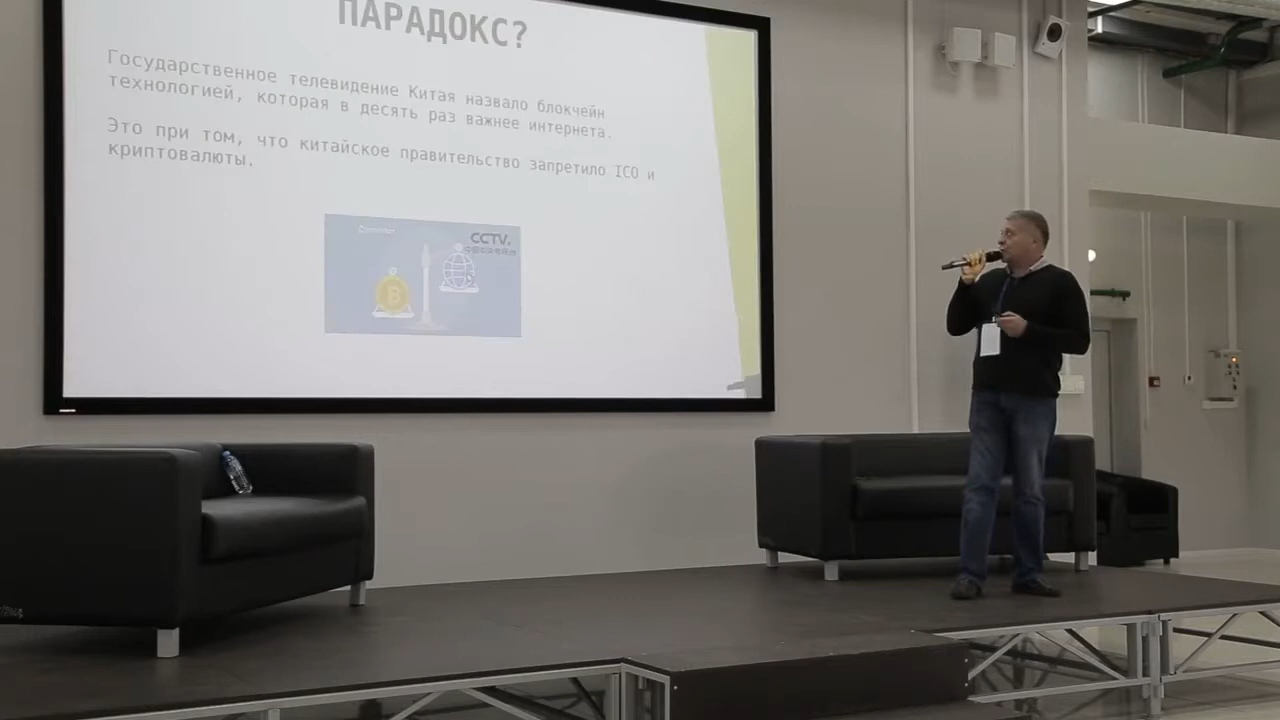 ПАРАДОКС?
Государственное телевидение Китая назвало блокчейн
технологией, которая в десять раз важнее интернета.
Это при том, что китайское правительство запретило ICO и
криптовалюты.
CCTV.